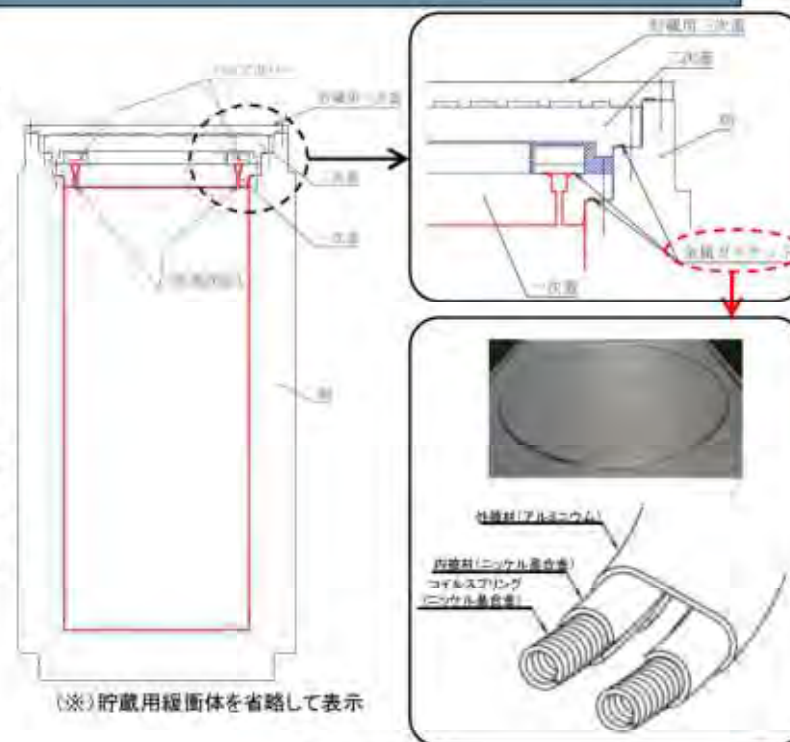 貯蔵用三次蓋
二次蓋
胴
金属ガスケット
一次蓋
バルブカバー
貯蔵用三次蓋
二次蓋
一次蓋
胴
外被材(アルミニウム)
内被材(ニッケル基合金)
コイルスプリング
(ニッケル基合金)
(※)貯蔵用緩衝体を省略して表示